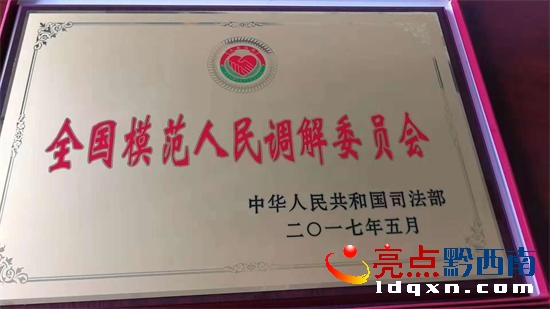 全国模范人民调解委员会
中华人民共和国司法部
二〇一七年五月
亮点黔西南
ldqxn.com